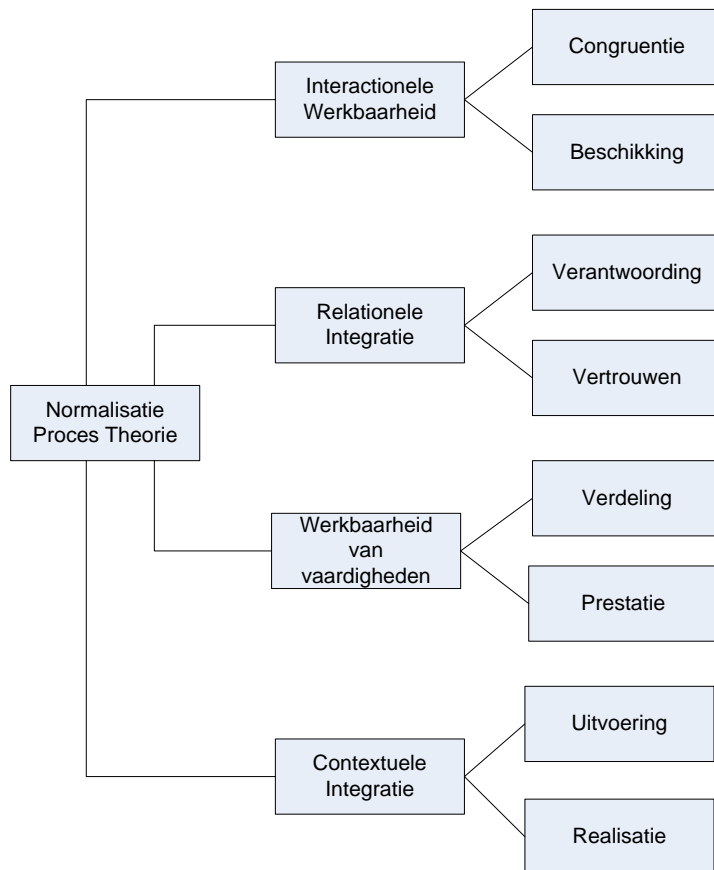 Normalisatie
Proces Theorie
Interactionele
Werkbaarheid
Congruentie
Beschikking
Relationele
Integratie
Verantwoording
Vertrouwen
Werkbaarheid
van
vaardigheden
Verdeling
Prestatie
Contextuele
Integratie
Uitvoering
Realisatie